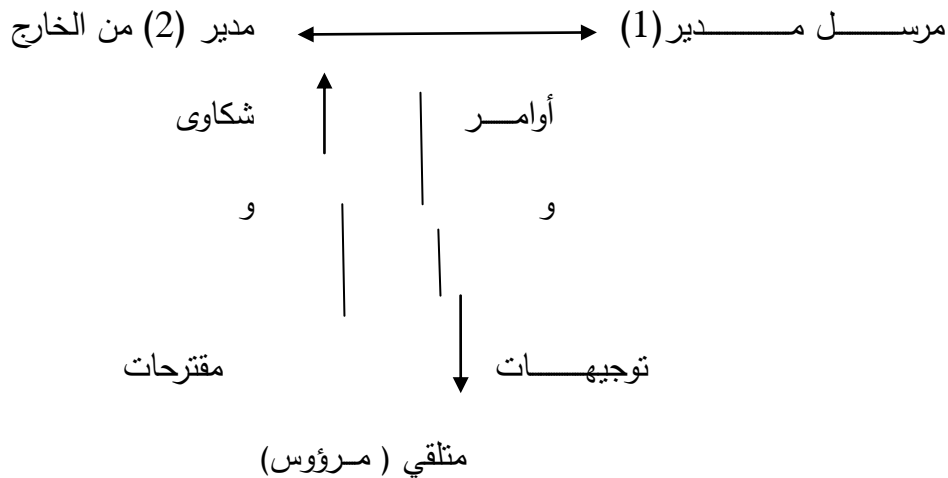 مرسل مدير (1) مدير (2) من الخارج
أوامر شكاوى
و و
توجيهات مقترحات
متلقي ( مرؤوس)